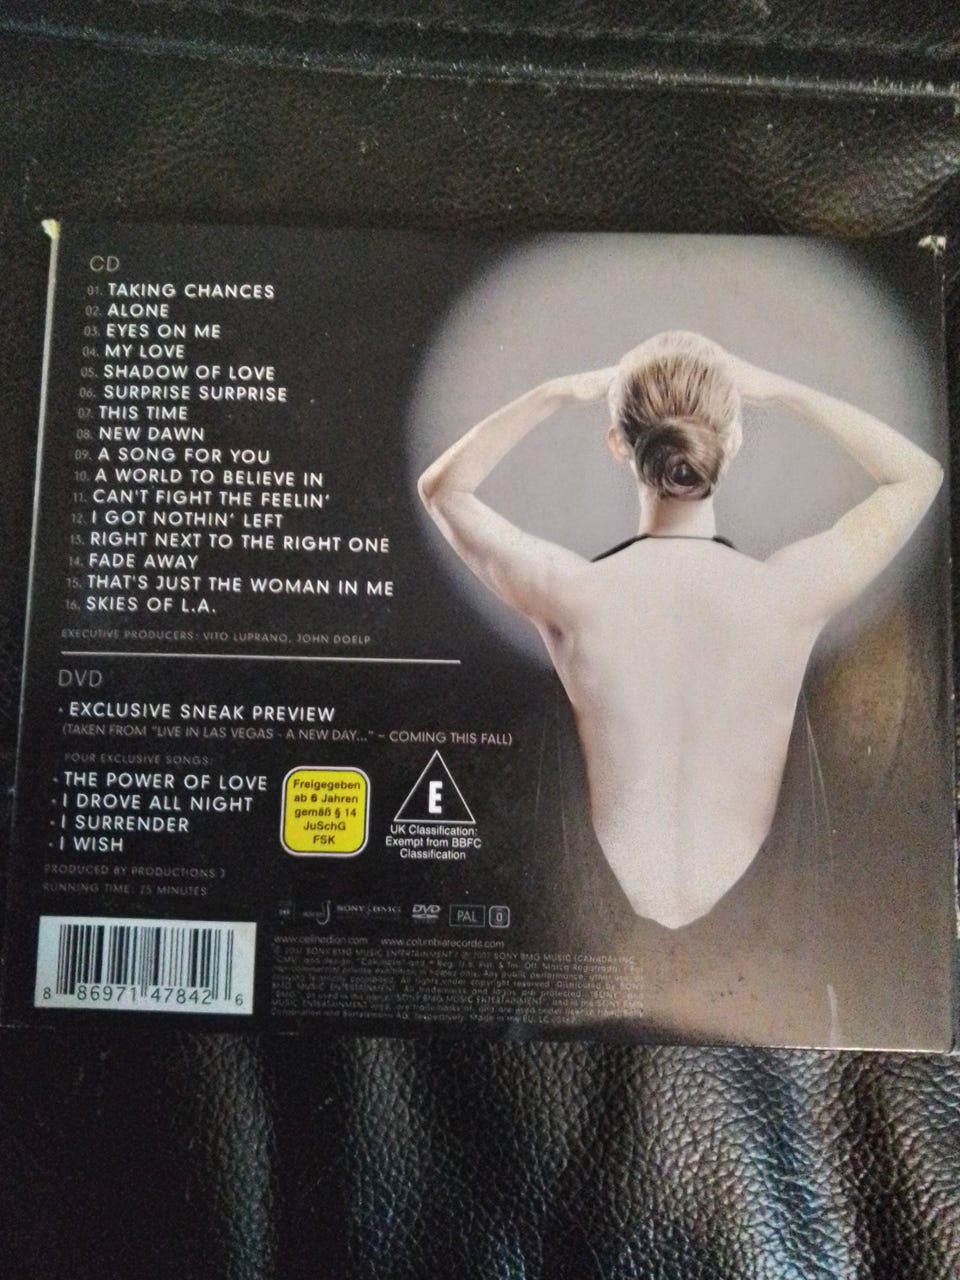 CD
01. TAKING CHANCES
02. ALONE
03. EYES ON ME
04. MY LOVE
05. SHADOW OF LOVE
06. SURPRISE SURPRISE
07. THIS TIME
08. NEW DAWN
09. A SONG FOR YOU
10. A WORLD TO BELIEVE IN
11. CAN'T FIGHT THE FEELIN'
12. I GOT NOTHIN' LEFT
13. RIGHT NEXT TO THE RIGHT ONE
14. FADE AWAY
15. THAT'S JUST THE WOMAN IN ME
16. SKIES OF L.A.
EXECUTIVE PRODUCERS: VITO LUPRANO, JOHN DOELP
DVD
• EXCLUSIVE SNEAK PREVIEW
(TAKEN FROM "LIVE IN LAS VEGAS - A NEW DAY..." – COMING THIS FALL)
FOUR EXCLUSIVE SONGS:
• THE POWER OF LOVE
• I DROVE ALL NIGHT
• I SURRENDER
• I WISH
PRODUCED BY PRODUCTIONS J
RUNNING TIME: 25 MINUTES
Freigegeben
ab 6 Jahren
gemäß § 14
JuSchG
FSK
E
UK Classification:
Exempt from BBFC
Classification
SONY BMG
DVD
PAL
0
www.celinedion.com www.columbiarecords.com
8 86971 47842 6